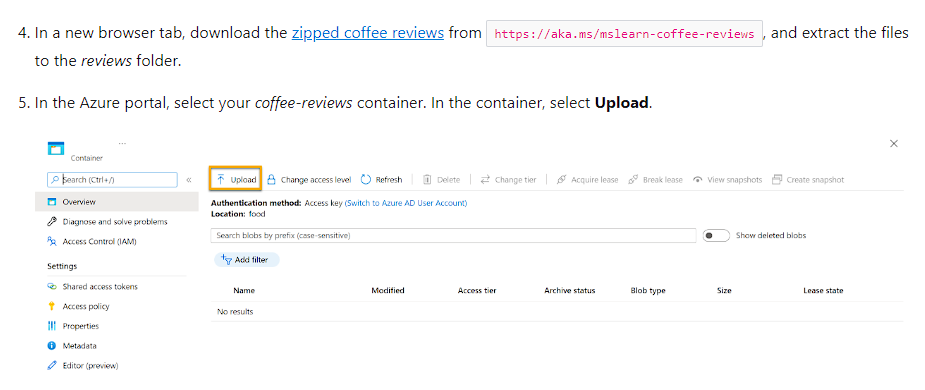 4. In a new browser tab, download the zipped coffee reviews from https://aka.ms/mslearn-coffee-reviews , and extract the files
to the reviews folder.
5. In the Azure portal, select your coffee-reviews container. In the container, select Upload.
...
Container
Search (Ctrl+/)
«
Upload
Change access level
Refresh
Delete
Change tier
Acquire lease
Break lease
View snapshots
Create snapshot
Overview
Diagnose and solve problems
Access Control (IAM)
Settings
Shared access tokens
Access policy
Properties
Metadata
Editor (preview)
Authentication method: Access key (Switch to Azure AD User Account)
Location: food
Search blobs by prefix (case-sensitive)
Show deleted blobs
Add filter
Name Modified Access tier Archive status Blob type Size Lease state
No results